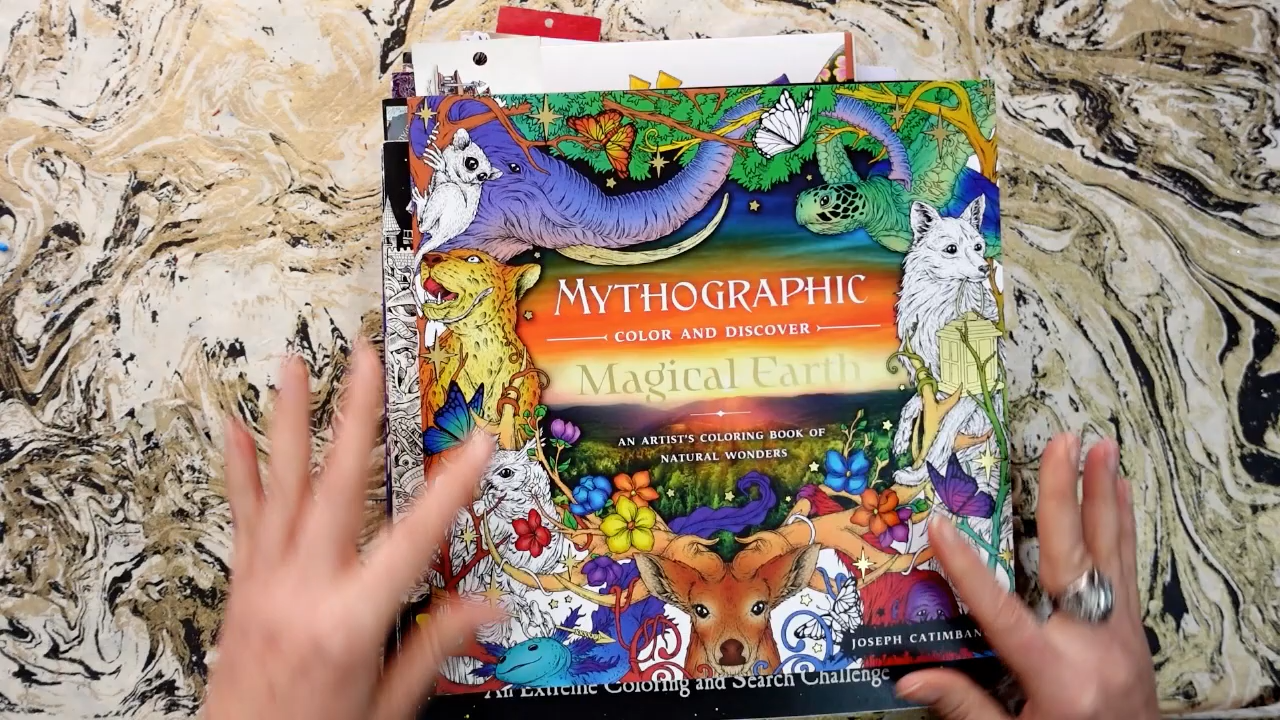 MYTHOGRAPHIC
COLOR AND DISCOVER
Magical Earth
AN ARTIST'S COLORING BOOK OF
NATURAL WONDERS
JOSEPH CATIMBANG
An Extreme Coloring and Search Challenge